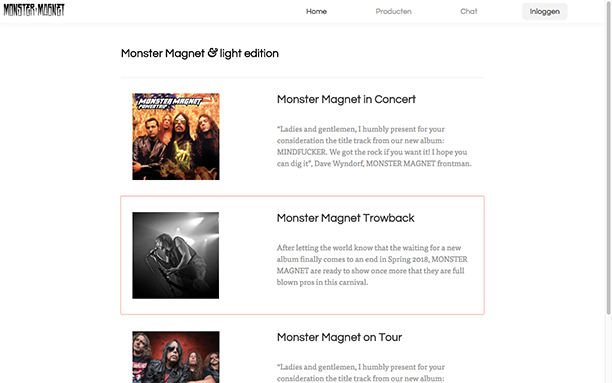 MONSTER MAGNET
Home
Producten
Chat
Inloggen
Monster Magnet & light edition
MONSTER MAGNET
POWERTRIP
Monster Magnet in Concert
“Ladies and gentlemen, I humbly present for your
consideration the title track from our new album:
MINDFUCKER. We got the rock if you want it! I hope you
can dig it”, Dave Wyndorf, MONSTER MAGNET frontman.
Monster Magnet Trowback
After letting the world know that the waiting for a new
album finally comes to an end in Spring 2018, MONSTER
MAGNET are ready to show once more that they are full
blown pros in this carnival.
Monster Magnet on Tour
“Ladies and gentlemen, I humbly present for your
consideration the title track from our new album: